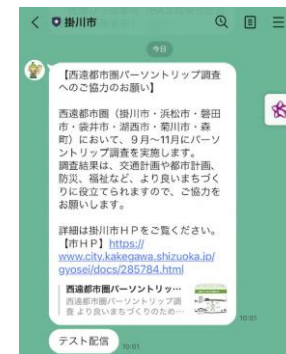 掛川市
今日
【西遠都市圏パーソントリップ調査
へのご協力のお願い】
西遠都市圏（掛川市・浜松市・磐田
市・袋井市・湖西市・菊川市・森
町）において、9月～11月にパーソ
ントリップ調査を実施します。
調査結果は、交通計画や都市計画、
防災、福祉など、より良いまちづく
りに役立てられますので、ご協力を
お願いします。
詳細は掛川市ＨＰをご覧ください。
【市ＨＰ】https://
www.city.kakegawa.shizuoka.jp/
gyosei/docs/285784.html
西遠都市圏パーソントリッ…
西遠都市圏パーソントリップ調
査 より良いまちづくりのため…
10:01
テスト配信
10:01